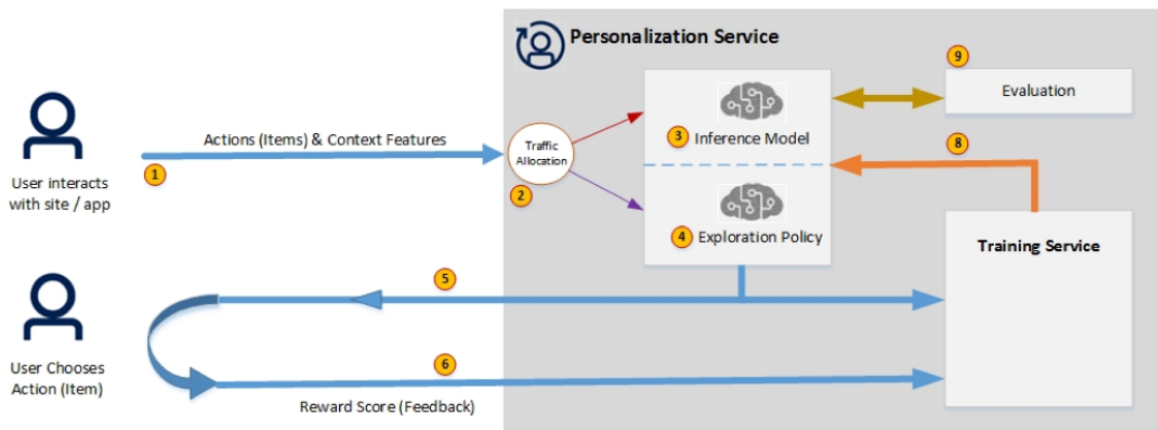 Personalization Service
9
Evaluation
Actions (Items) & Context Features
1
User interacts
with site / app
Traffic
Allocation
2
3
Inference Model
8
4
Exploration Policy
Training Service
5
User Chooses
Action (Item)
6
Reward Score (Feedback)